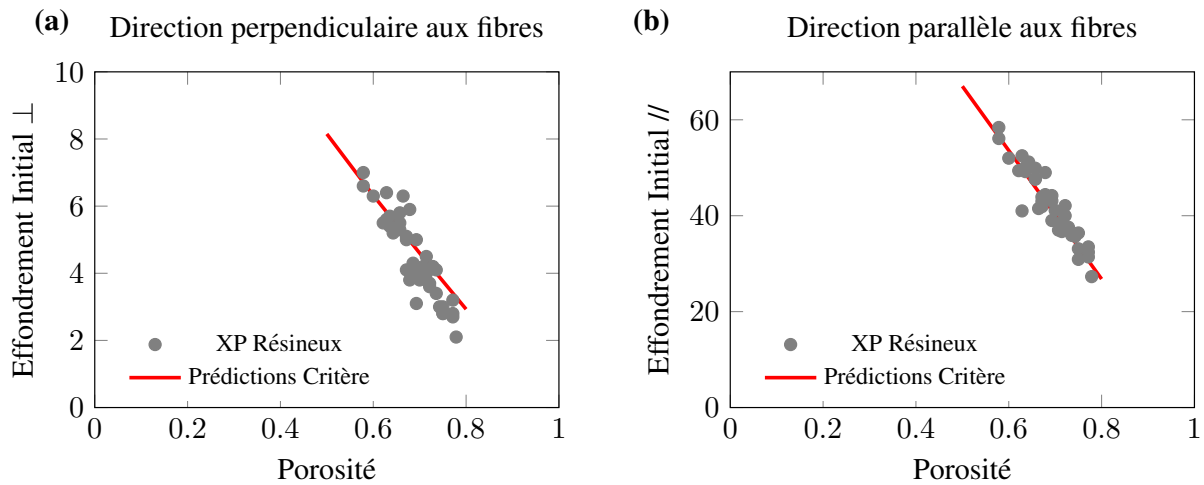 (a) Direction perpendiculaire aux fibres
10
8
6
4
2
0
Effondrement Initial ⊥
XP Résineux
Prédictions Critère
0 0.2 0.4 0.6 0.8 1
Porosité
(b) Direction parallèle aux fibres
60
40
20
0
Effondrement Initial //
XP Résineux
Prédictions Critère
0 0.2 0.4 0.6 0.8 1
Porosité